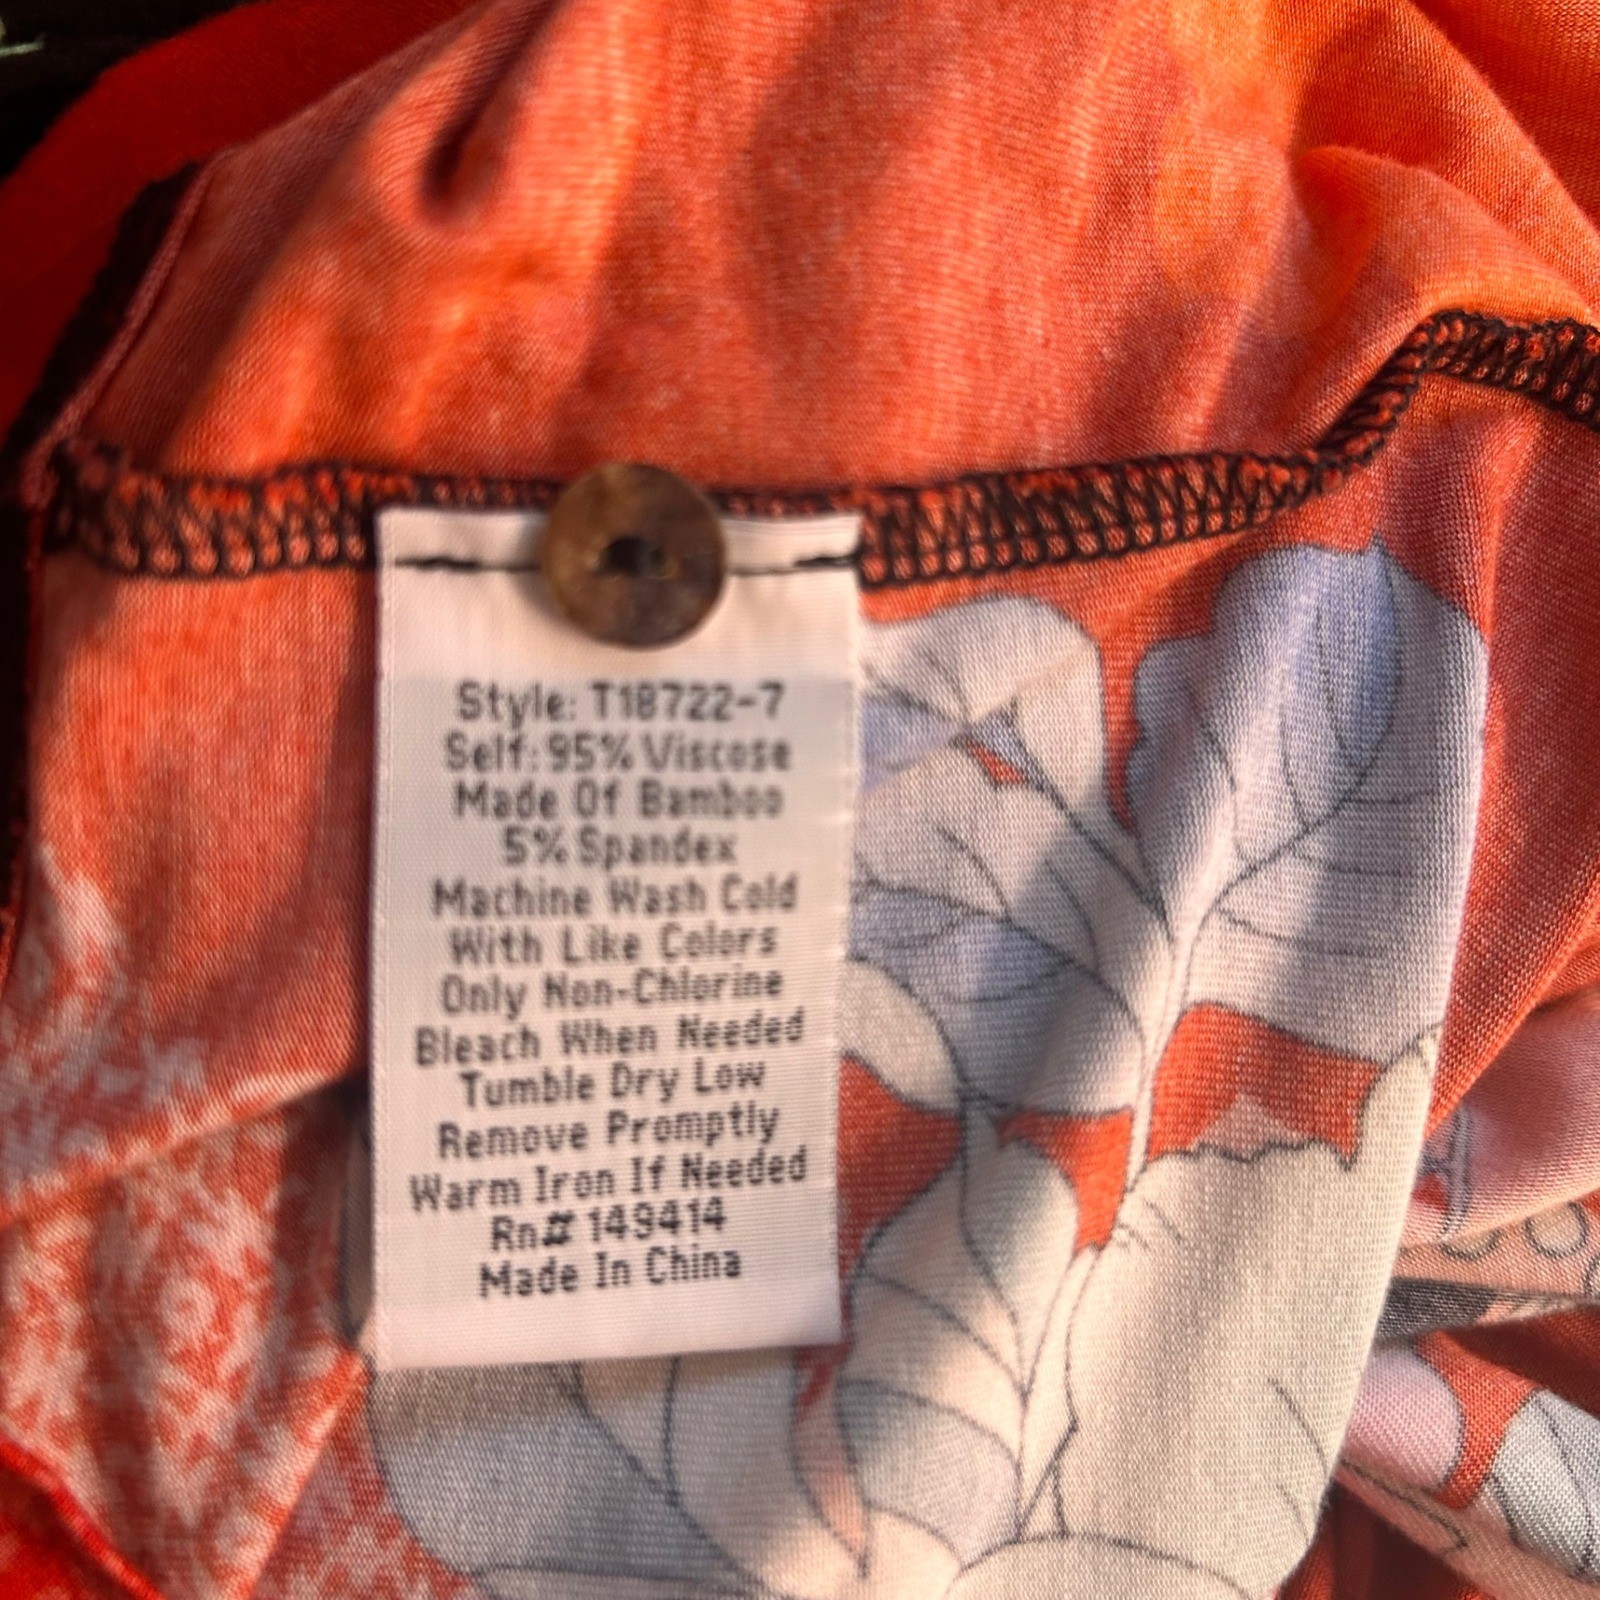 Style: T18722-7
Self: 95% Viscose
Made Of Bamboo
5% Spandex
Machine Wash Cold
With Like Colors
Only Non-Chlorine
Bleach When Needed
Tumble Dry Low
Remove Promptly
Warm Iron If Needed
Rn# 149414
Made In China